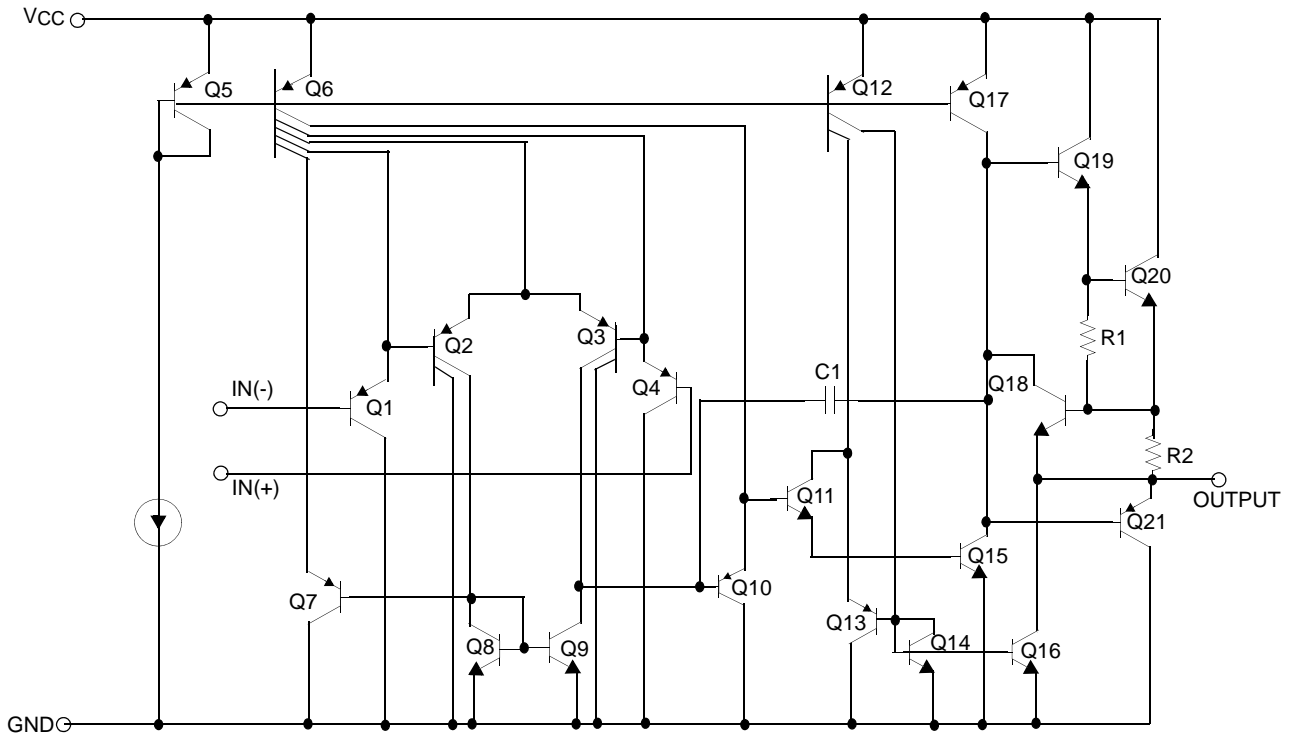 VCC
Q5
Q6
Q12
Q17
Q19
Q20
Q2
Q3
R1
C1
Q18
IN(-)
Q1
Q4
R2
IN(+)
Q11
OUTPUT
Q21
Q15
Q7
Q10
Q8
Q9
Q13
Q14
Q16
GND